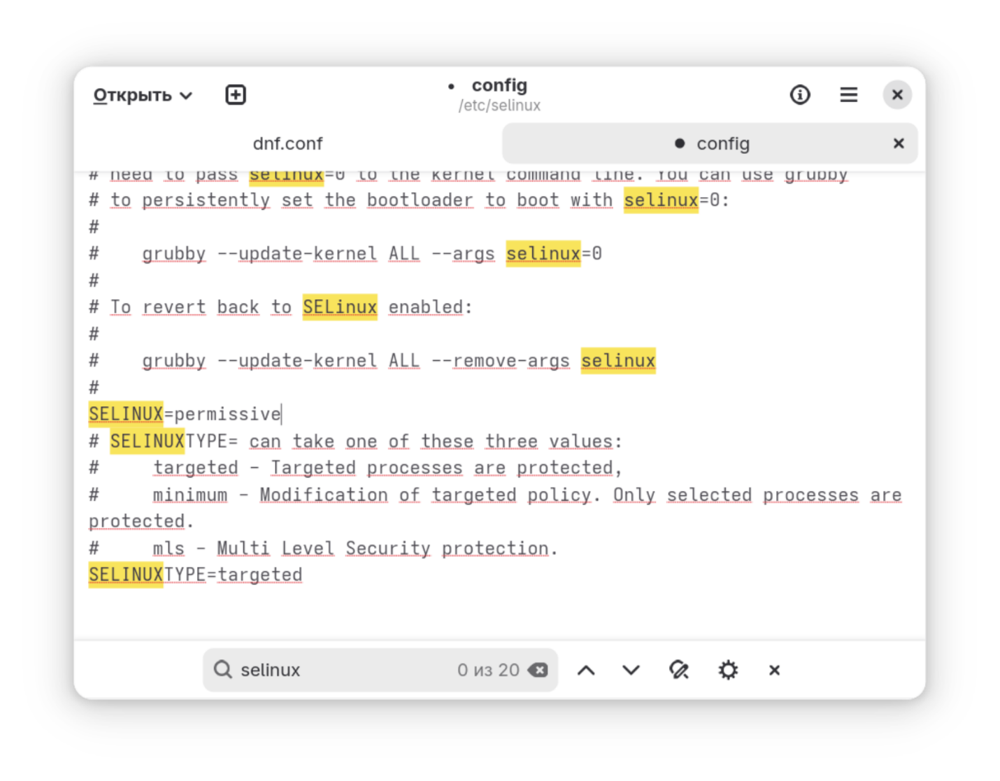 Открыть
• config
/etc/selinux
dnf.conf
● config
# need to pass selinux=0 to the kernel command line. You can use grubby
# to persistently set the bootloader to boot with selinux=0:
#
#    grubby --update-kernel ALL --args selinux=0
#
# To revert back to SELinux enabled:
#
#    grubby --update-kernel ALL --remove-args selinux
#
SELINUX=permissive
# SELINUXTYPE= can take one of these three values:
#     targeted - Targeted processes are protected,
#     minimum - Modification of targeted policy. Only selected processes are
protected.
#     mls - Multi Level Security protection.
SELINUXTYPE=targeted
selinux 0 из 20